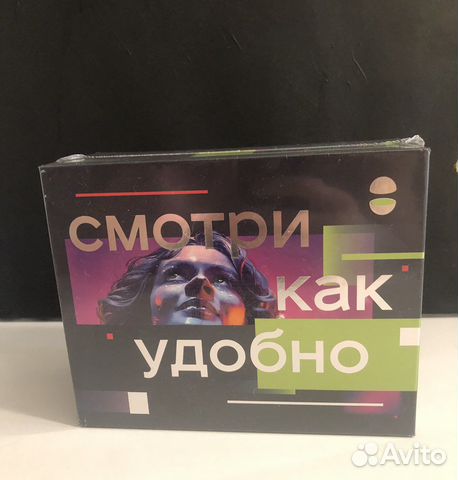 смотри
как
удобно
Avito